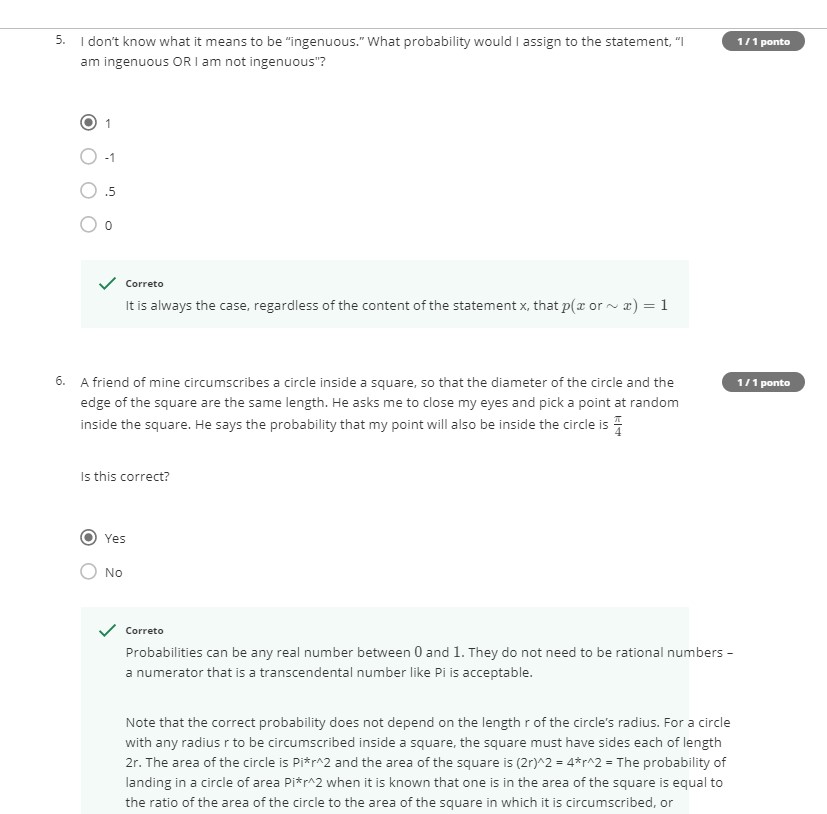 5. I don't know what it means to be "ingenuous." What probability would I assign to the statement, "I
1 / 1 ponto
am ingenuous OR I am not ingenuous"?
1
-1
.5
0
Correto
It is always the case, regardless of the content of the statement x, that p(x or ∼ x) = 1
6. A friend of mine circumscribes a circle inside a square, so that the diameter of the circle and the
1 / 1 ponto
edge of the square are the same length. He asks me to close my eyes and pick a point at random
inside the square. He says the probability that my point will also be inside the circle is π/4
Is this correct?
Yes
No
Correto
Probabilities can be any real number between 0 and 1. They do not need to be rational numbers –
a numerator that is a transcendental number like Pi is acceptable.
Note that the correct probability does not depend on the length r of the circle's radius. For a circle
with any radius r to be circumscribed inside a square, the square must have sides each of length
2r. The area of the circle is Pi*r^2 and the area of the square is (2r)^2 = 4*r^2 = The probability of
landing in a circle of area Pi*r^2 when it is known that one is in the area of the square is equal to
the ratio of the area of the circle to the area of the square in which it is circumscribed, or